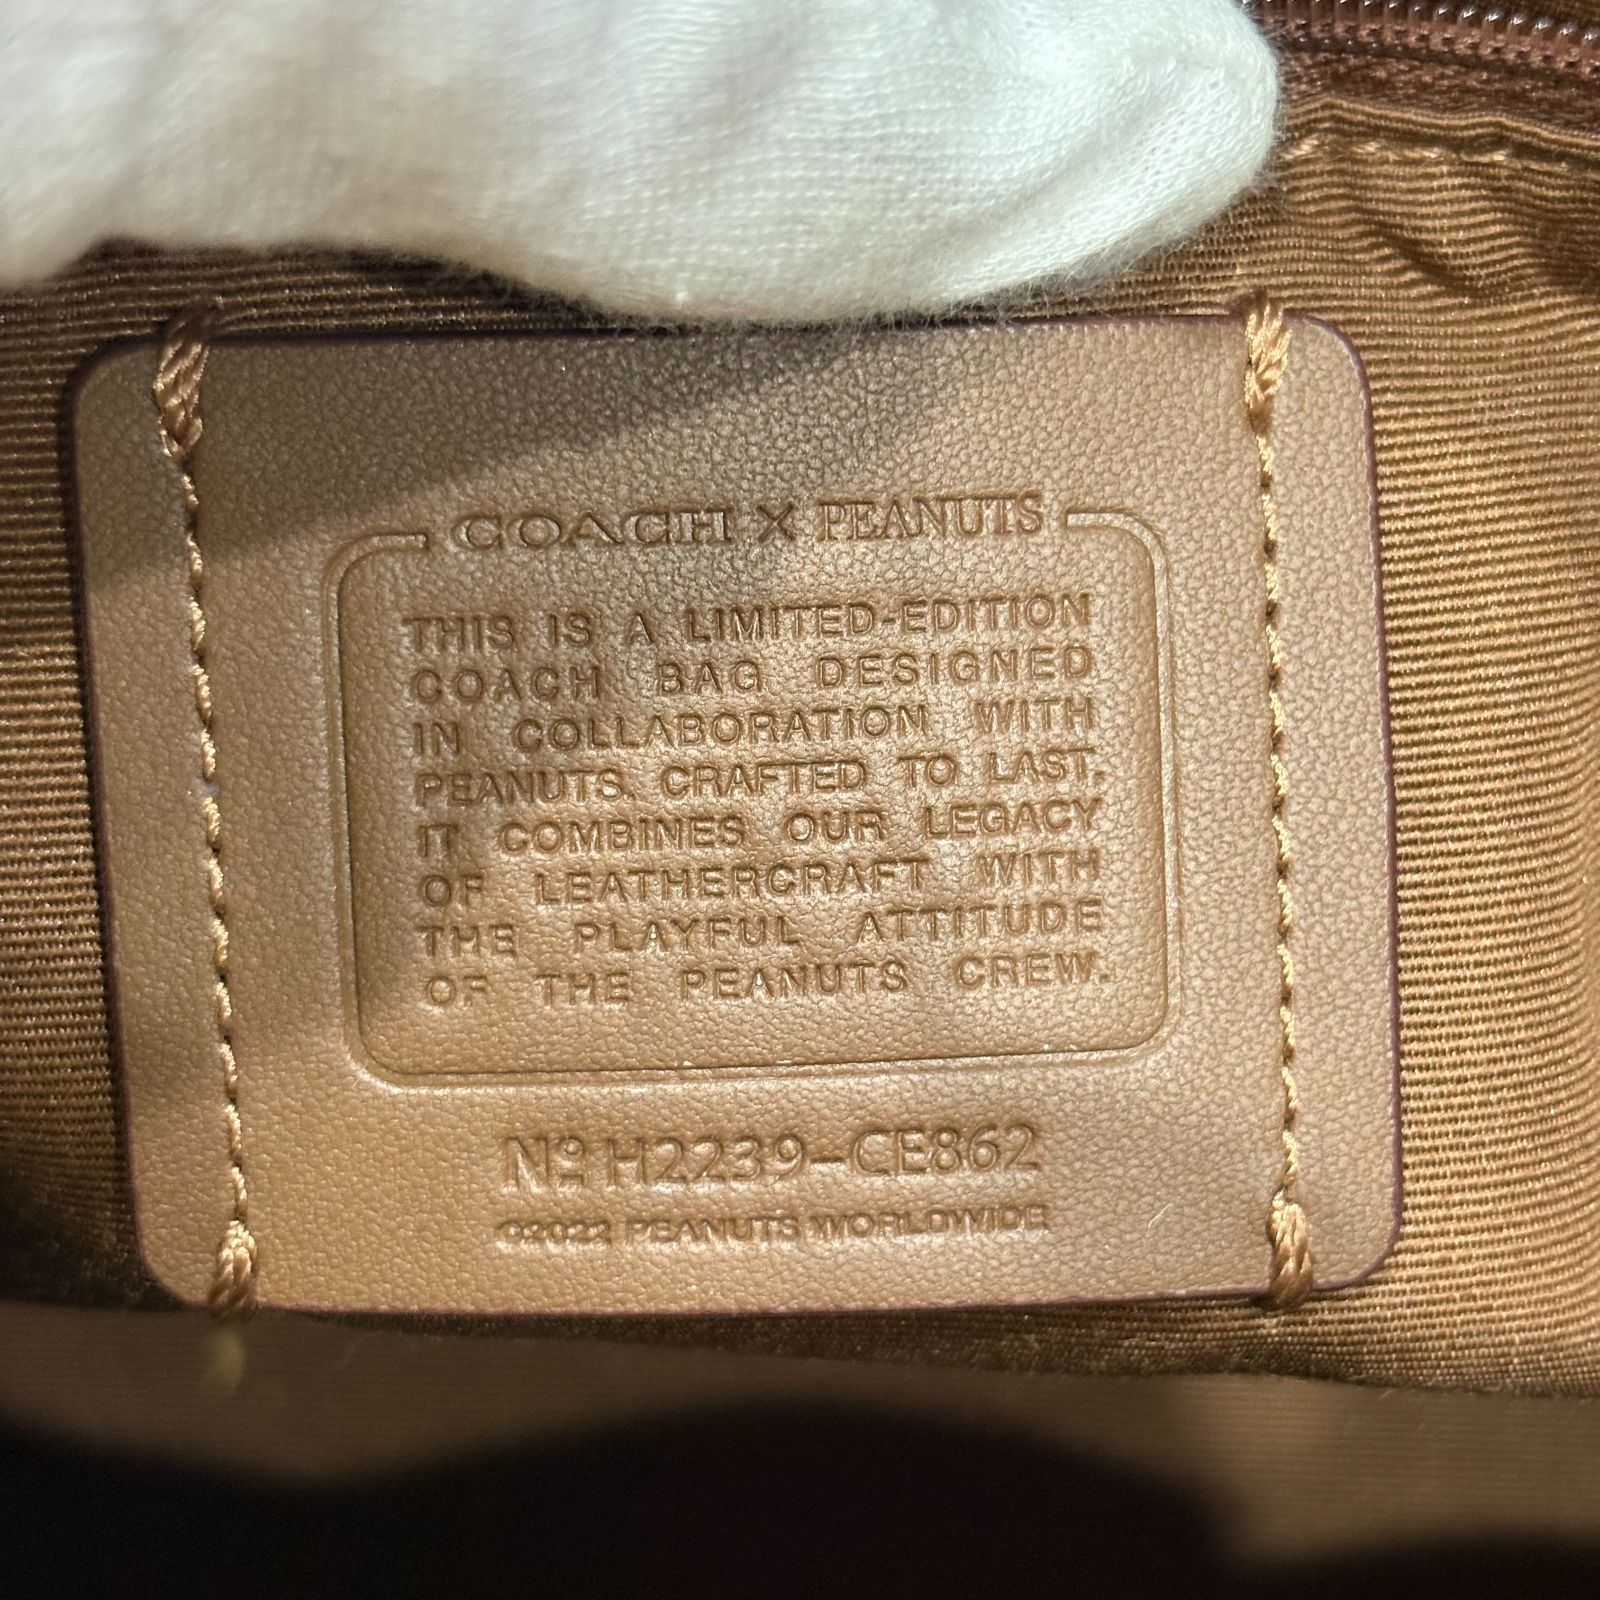 COACH × PEANUTS
THIS IS A LIMITED-EDITION
COACH BAG DESIGNED
IN COLLABORATION WITH
PEANUTS. CRAFTED TO LAST,
IT COMBINES OUR LEGACY
OF LEATHERCRAFT WITH
THE PLAYFUL ATTITUDE
OF THE PEANUTS CREW.
Nº H2239-CE862
©2022 PEANUTS WORLDWIDE